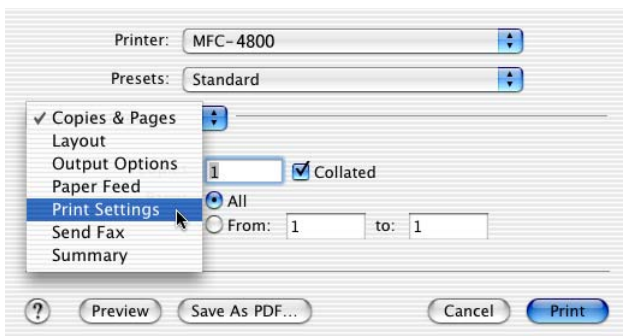 Printer: MFC-4800
Presets: Standard
✓ Copies & Pages
Layout
Output Options
1 Collated
Paper Feed
All
Print Settings
From: 1 to: 1
Send Fax
Summary
? Preview Save As PDF... Cancel Print